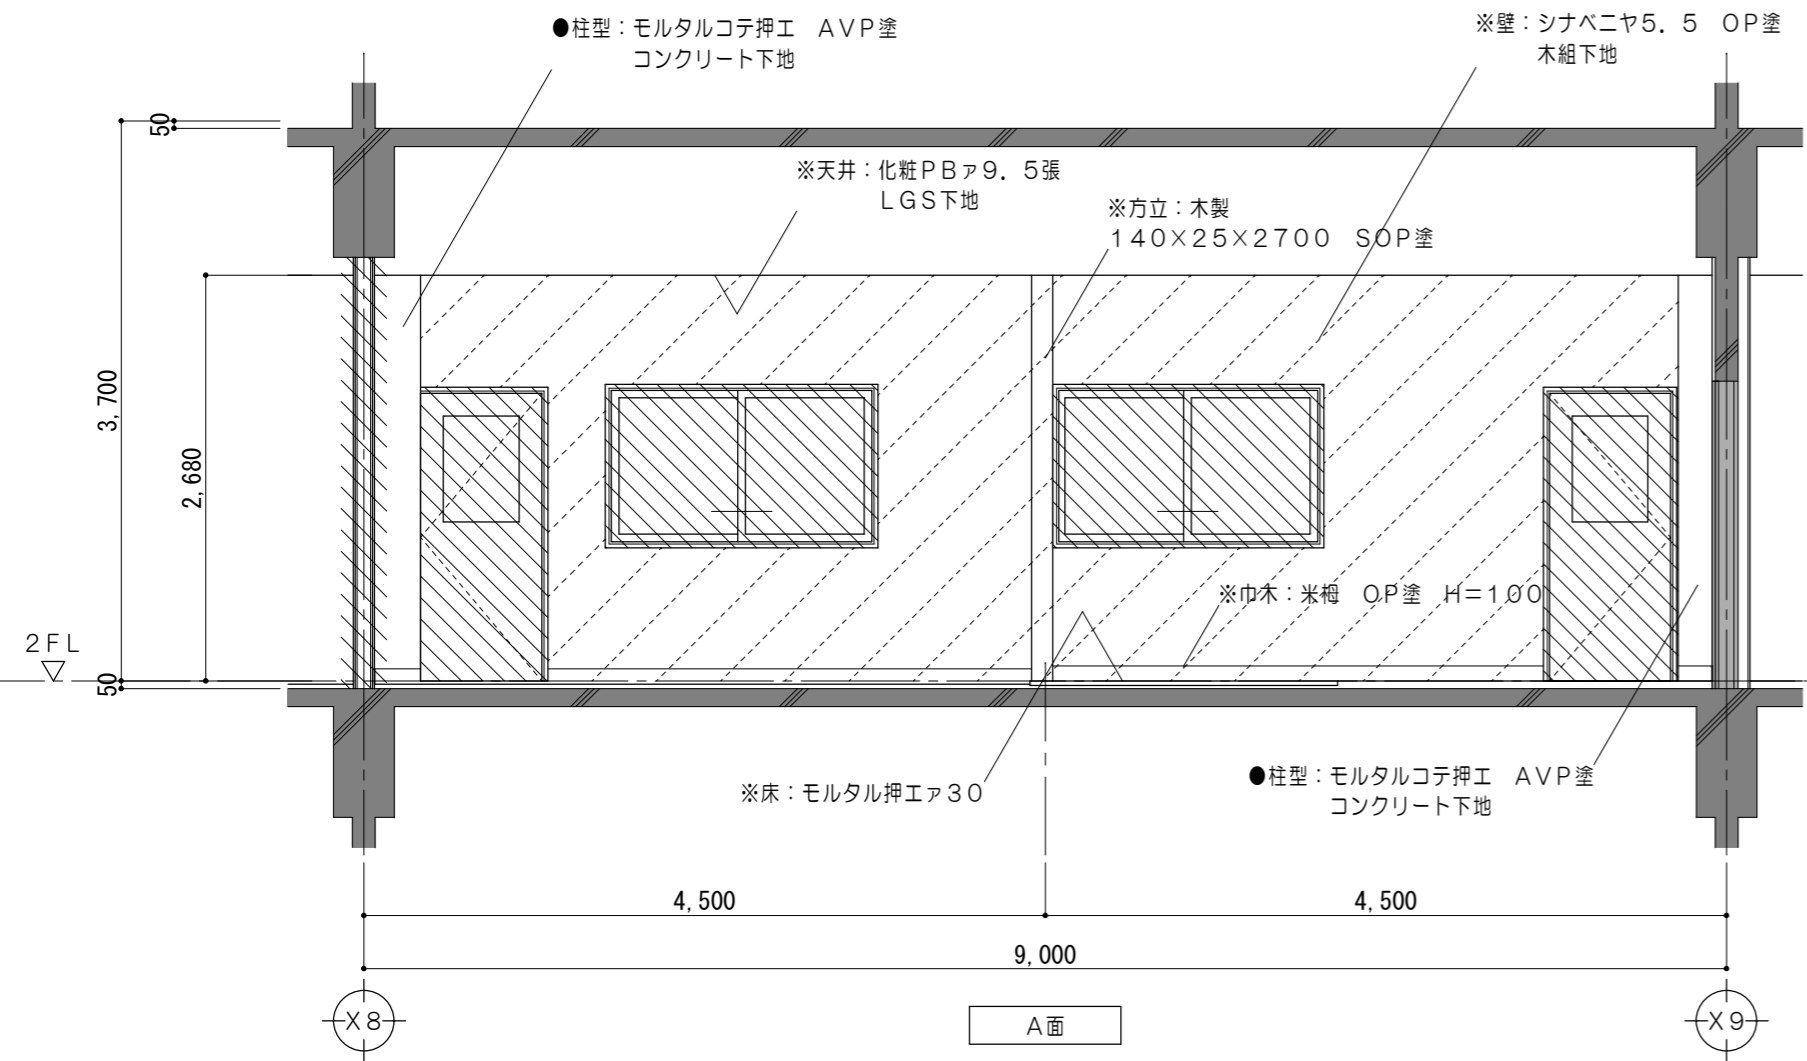 ●柱型：モルタルコテ押エ　ＡＶＰ塗
コンクリート下地
※壁：シナベニヤ５．５　ＯＰ塗
木組下地
50
※天井：化粧ＰＢァ９．５張
ＬＧＳ下地
※方立：木製
１４０×２５×２７００　ＳＯＰ塗
3,700
2,680
※巾木：米栂　ＯＰ塗　Ｈ＝１００
２ＦＬ
50
※床：モルタル押エァ３０
●柱型：モルタルコテ押エ　ＡＶＰ塗
コンクリート下地
4,500
4,500
9,000
Ｘ８
Ａ面
Ｘ９